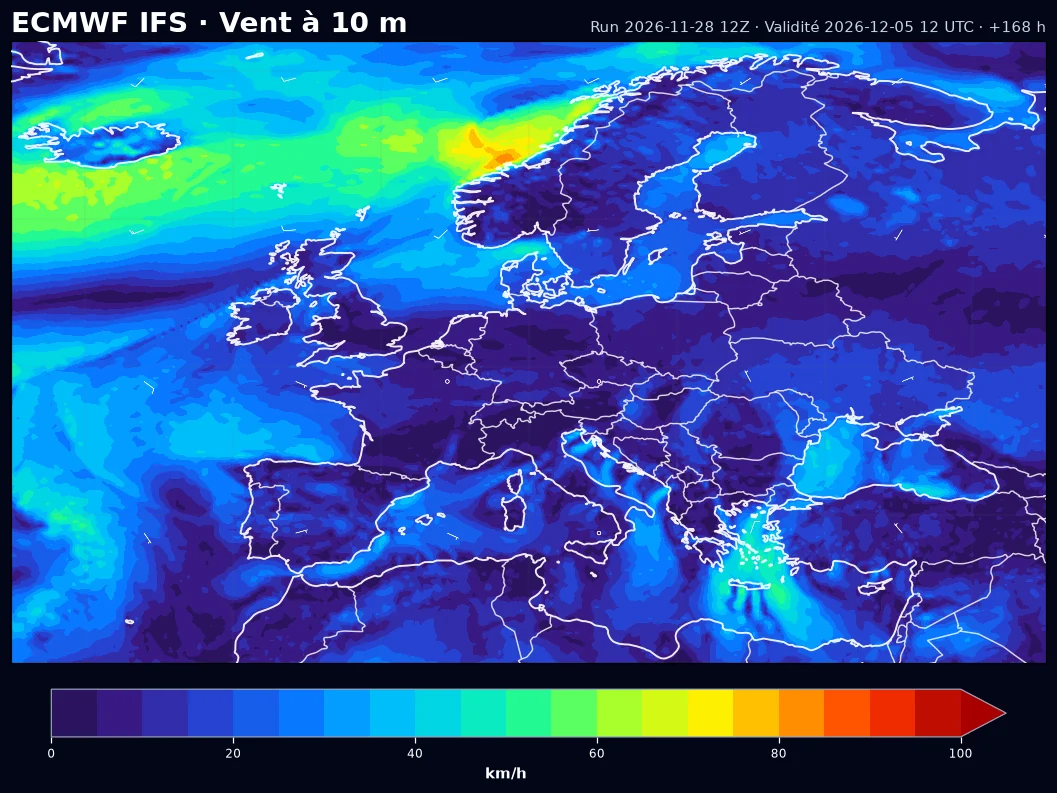 ECMWF IFS · Vent à 10 m
Run 2026-11-28 12Z · Validité 2026-12-05 12 UTC · +168 h
0 20 40 60 80 100
km/h